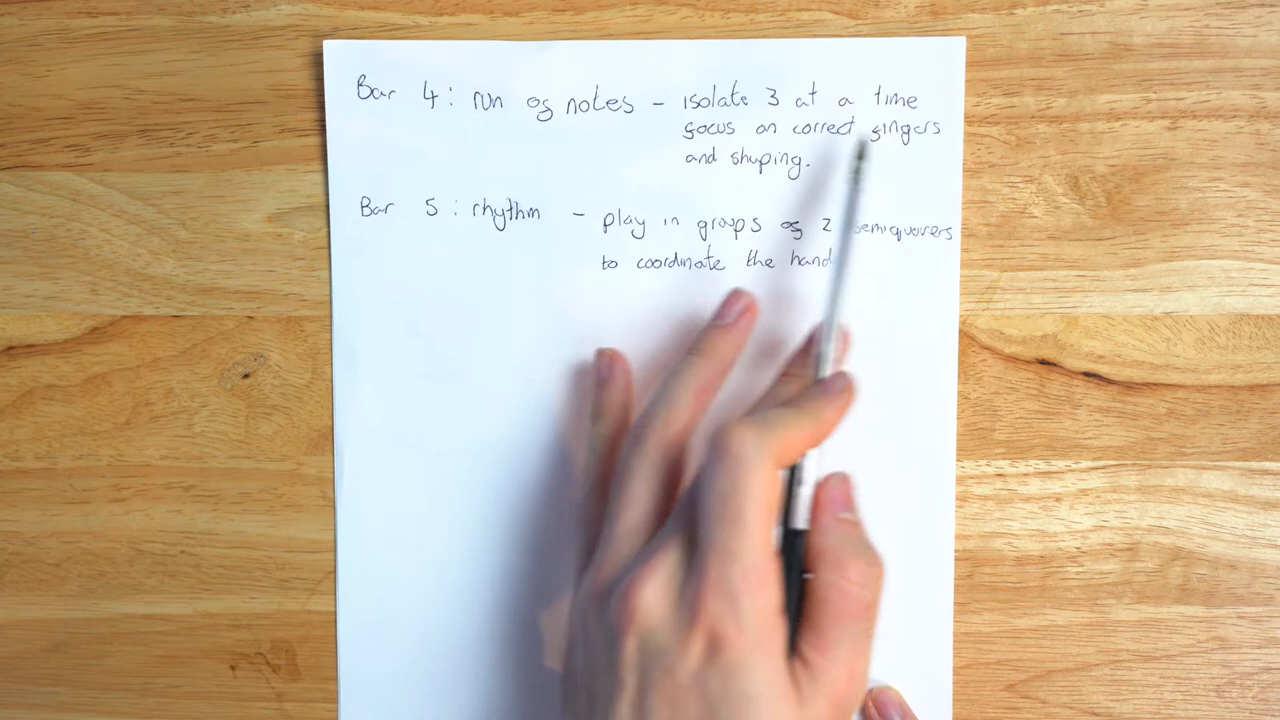 Bar 4: run of notes - isolate 3 at a time
focus on correct fingers
and shaping.
Bar 5: rhythm - play in groups of 2 semiquavers
to coordinate the hand